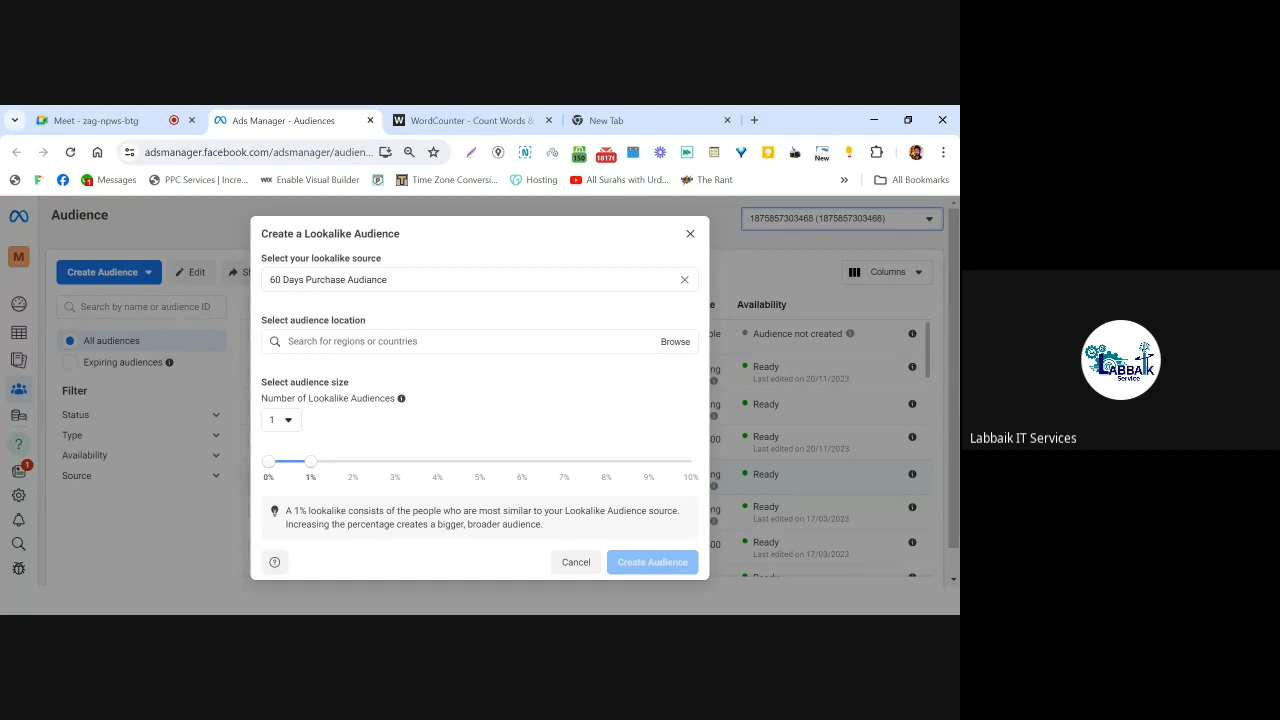 Meet - zag-npws-btg
Ads Manager - Audiences
WordCounter - Count Words &
New Tab
adsmanager.facebook.com/adsmanager/audien...
150
1817€
New
Messages
PPC Services | Incre...
WIX Enable Visual Builder
Time Zone Conversi...
Hosting
All Surahs with Urd...
The Rant
All Bookmarks
Audience
1875857303468 (1875857303468)
M
Create Audience
Edit
Sh
Columns
Search by name or audience ID
All audiences
Expiring audiences
Filter
Status
Type
Availability
Source
1
Create a Lookalike Audience
Select your lookalike source
60 Days Purchase Audiance
Select audience location
Search for regions or countries
Browse
Select audience size
Number of Lookalike Audiences
1
0% 1% 2% 3% 4% 5% 6% 7% 8% 9% 10%
A 1% lookalike consists of the people who are most similar to your Lookalike Audience source.
Increasing the percentage creates a bigger, broader audience.
Cancel
Create Audience
Availability
Audience not created
Ready
Last edited on 20/11/2023
Ready
Ready
Last edited on 20/11/2023
Ready
Ready
Last edited on 17/03/2023
Ready
Last edited on 17/03/2023
LABBAIK
Service
Labbaik IT Services